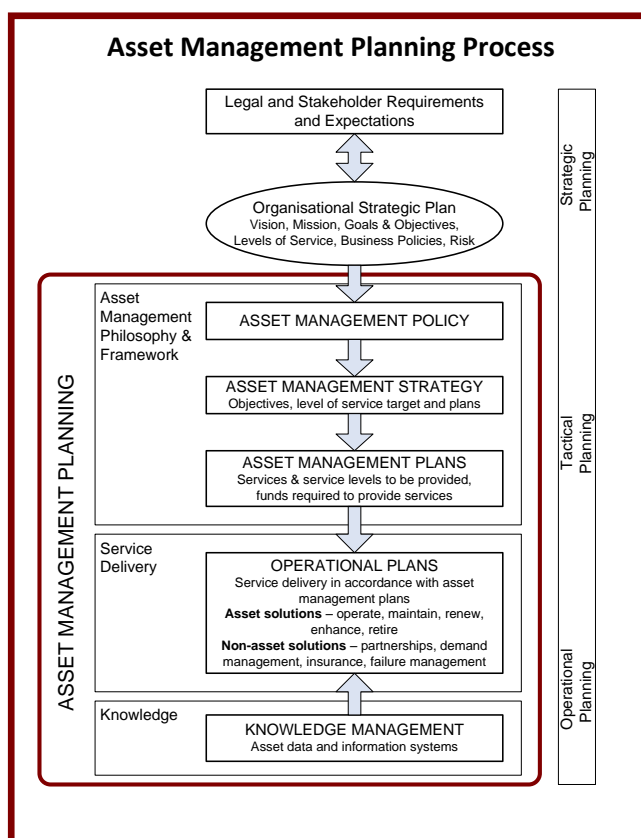 Asset Management Planning Process
Legal and Stakeholder Requirements
and Expectations
Organisational Strategic Plan
Vision, Mission, Goals & Objectives,
Levels of Service, Business Policies, Risk
Strategic
Planning
ASSET MANAGEMENT PLANNING
Asset
Management
Philosophy &
Framework
ASSET MANAGEMENT POLICY
ASSET MANAGEMENT STRATEGY
Objectives, level of service target and plans
ASSET MANAGEMENT PLANS
Services & service levels to be provided,
funds required to provide services
Tactical
Planning
Service
Delivery
OPERATIONAL PLANS
Service delivery in accordance with asset
management plans
Asset solutions – operate, maintain, renew,
enhance, retire
Non-asset solutions – partnerships, demand
management, insurance, failure management
Operational
Planning
Knowledge
KNOWLEDGE MANAGEMENT
Asset data and information systems